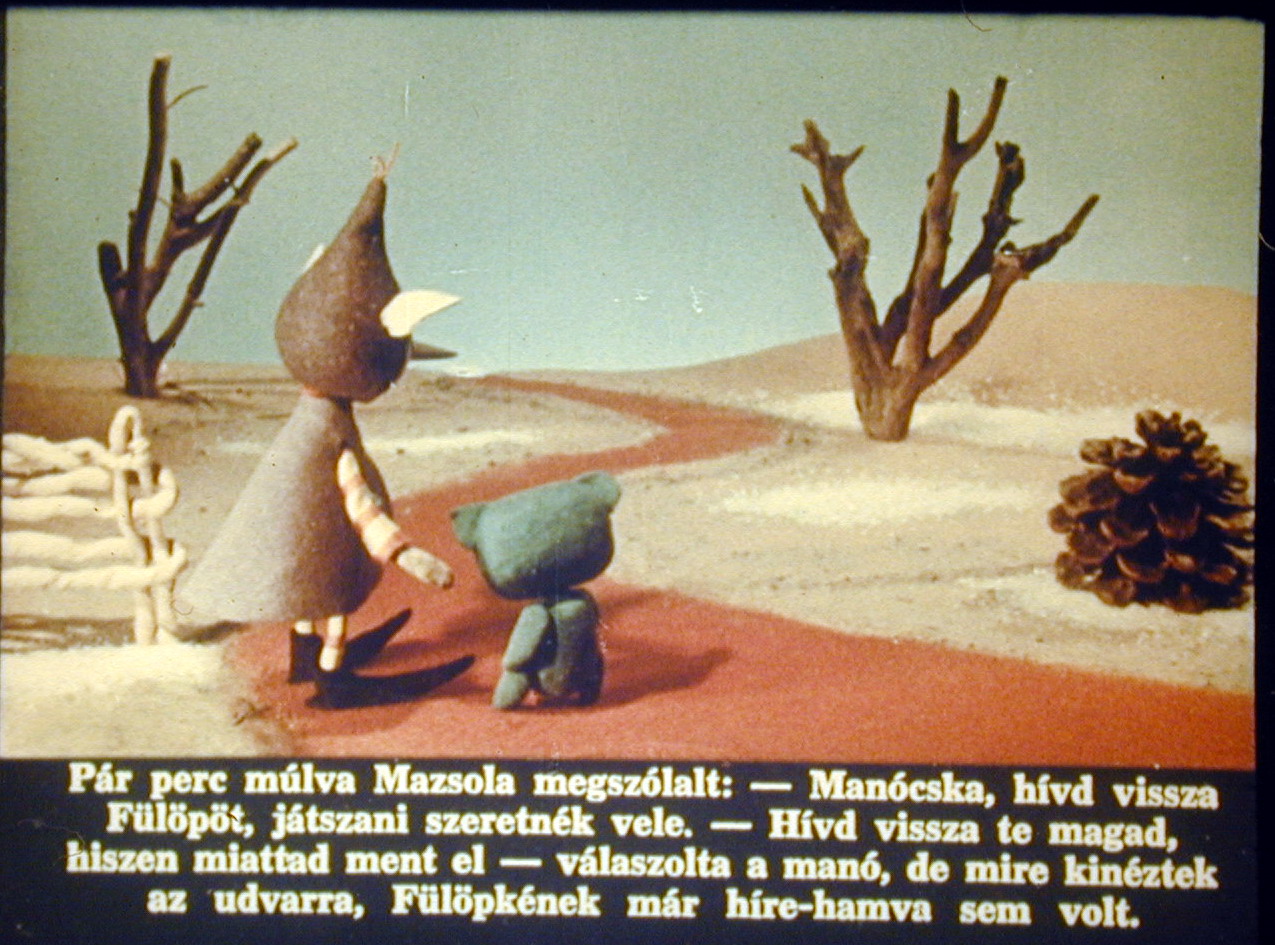 Pár perc múlva Mazsola megszólalt: — Manócska, hívd vissza
Fülöpöt, játszani szeretnék vele. — Hívd vissza te magad,
hiszen miattad ment el — válaszolta a manó, de mire kinéztek
az udvarra, Fülöpkének már híre-hamva sem volt.